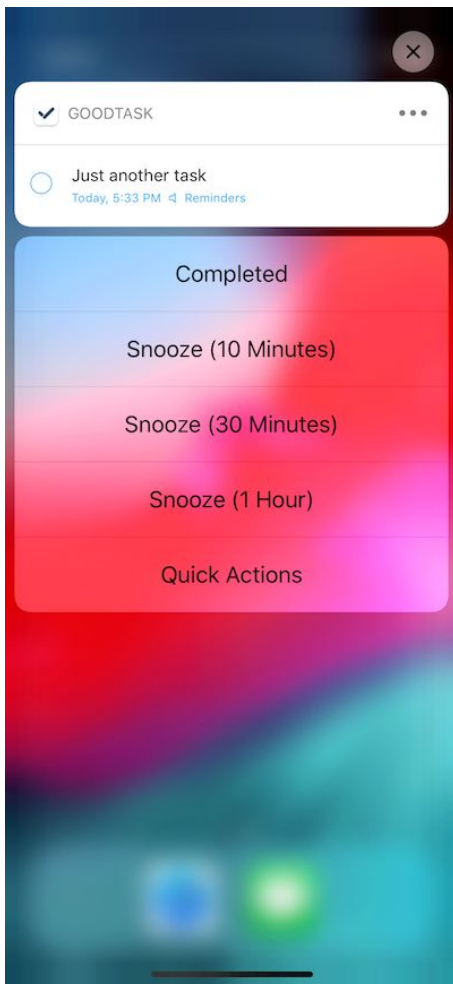 GOODTASK
Just another task
Today, 5:33 PM Reminders
Completed
Snooze (10 Minutes)
Snooze (30 Minutes)
Snooze (1 Hour)
Quick Actions